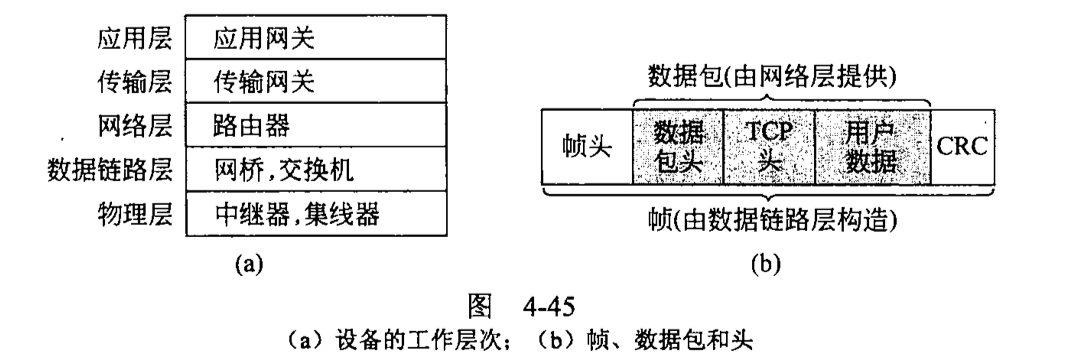 应用层 应用网关
传输层 传输网关
网络层 路由器
数据链路层 网桥,交换机
物理层 中继器,集线器
(a)
数据包(由网络层提供)
帧头 数据包头 TCP头 用户数据 CRC
帧(由数据链路层构造)
(b)
图 4-45
(a)设备的工作层次;(b)帧、数据包和头